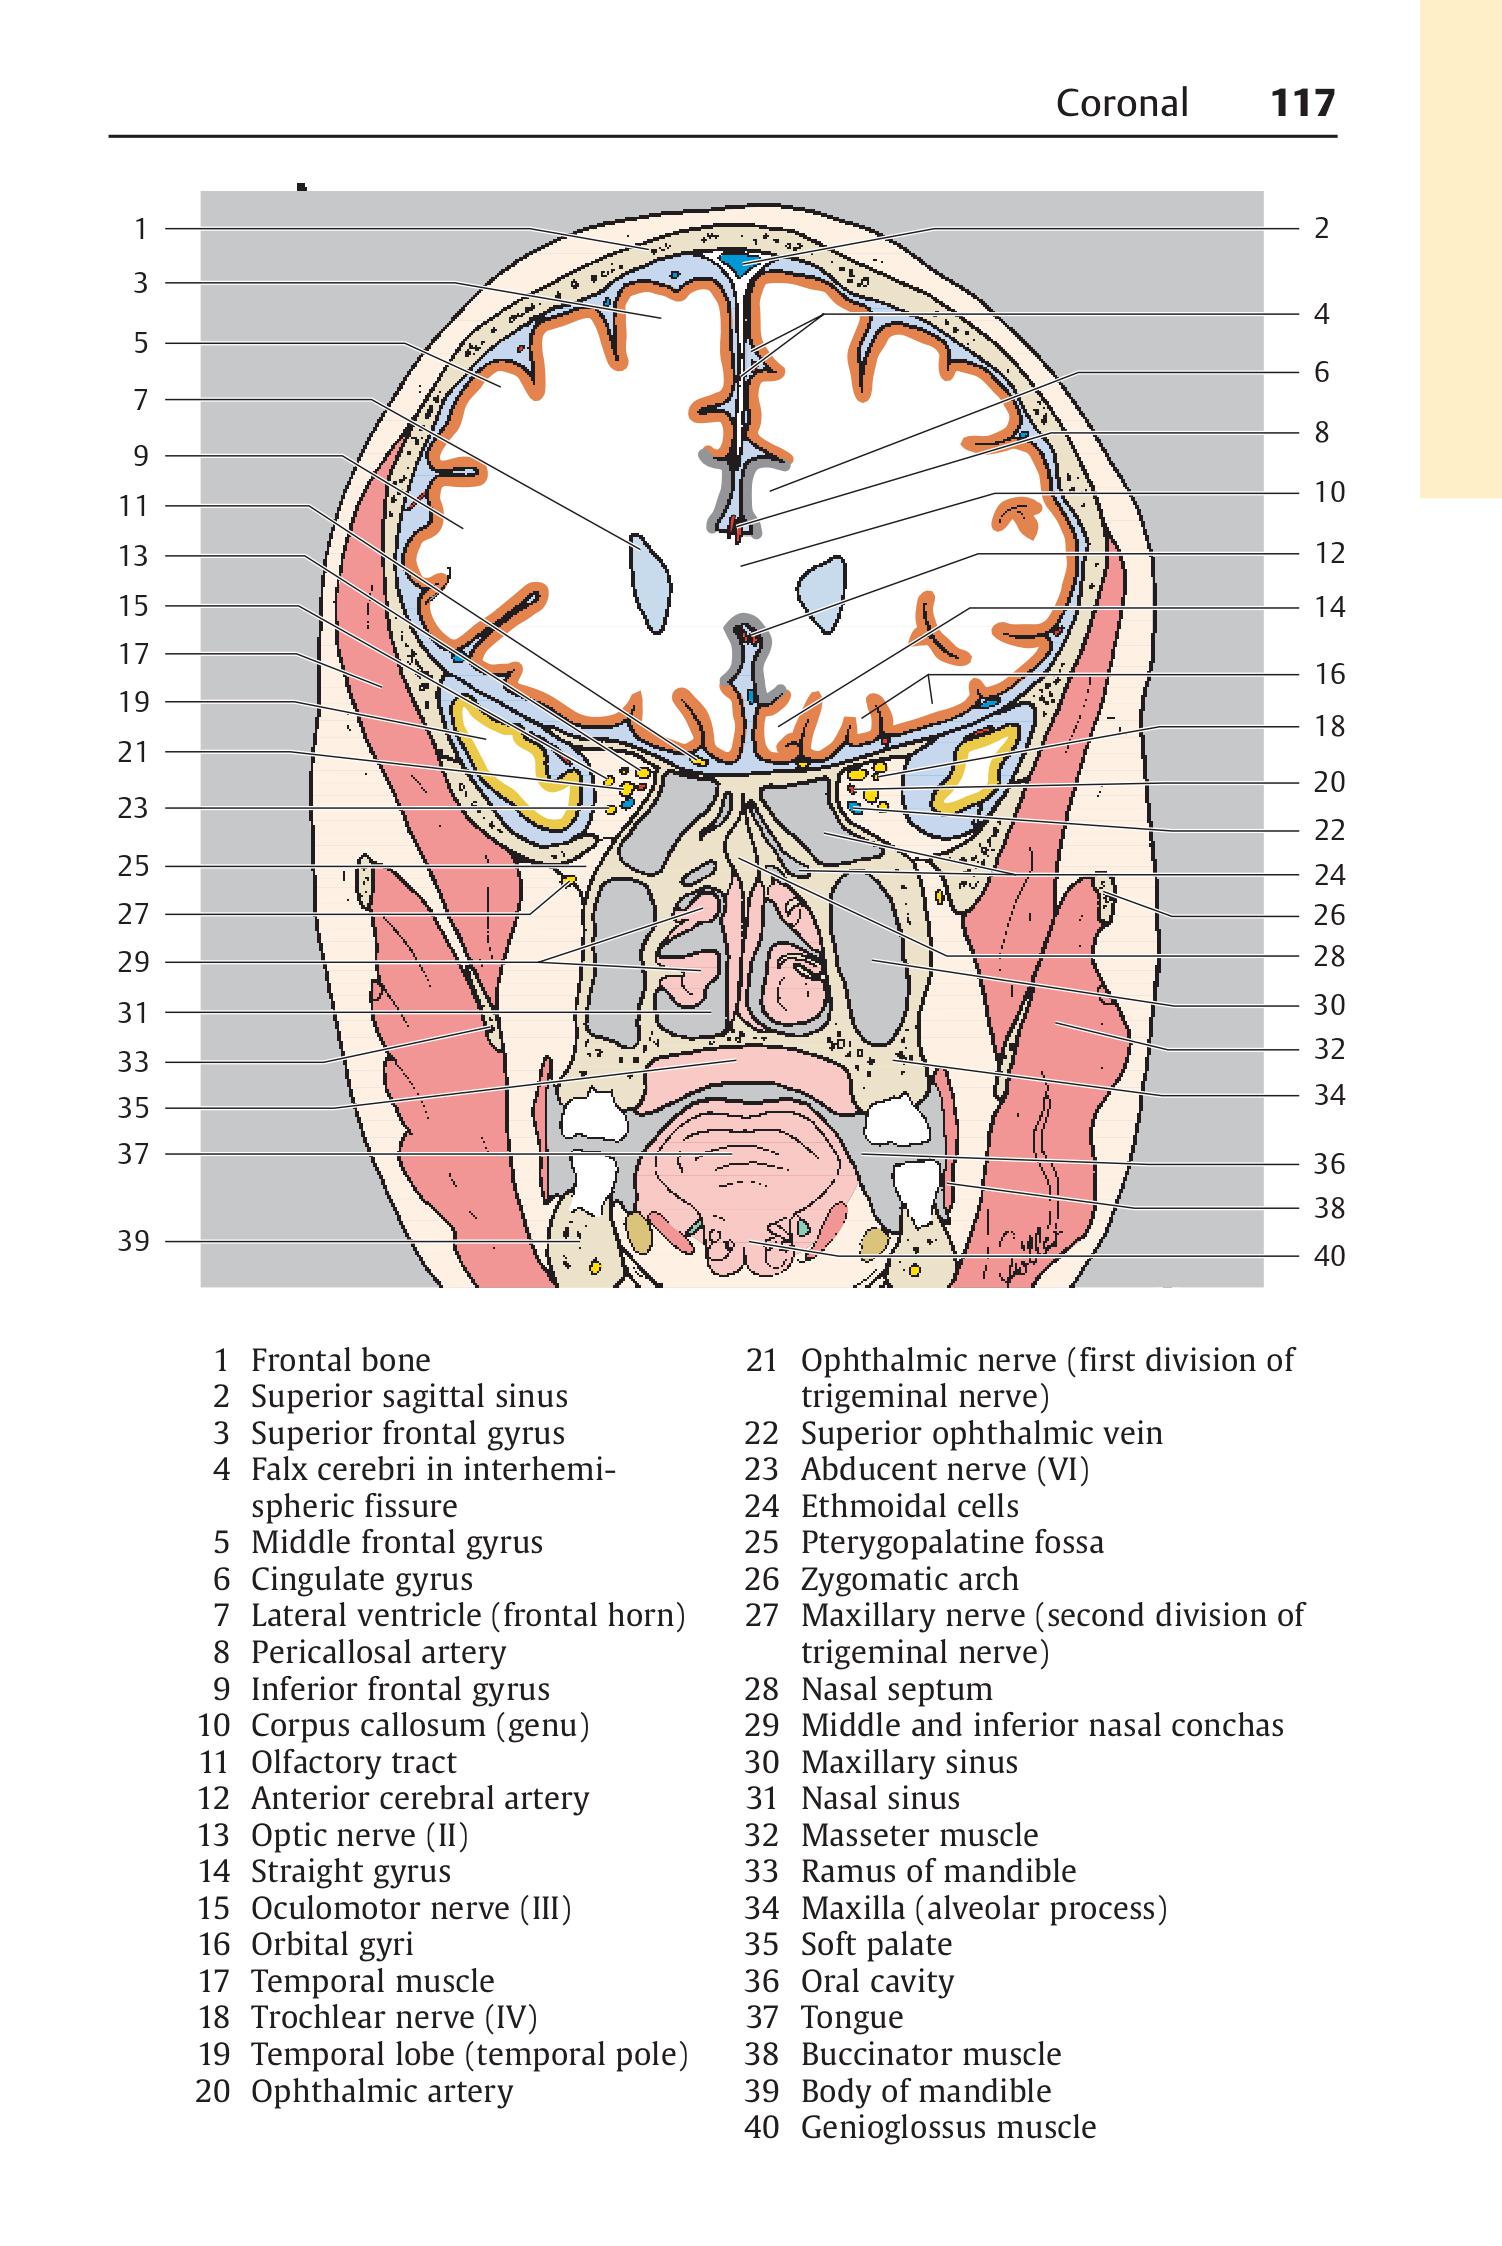 Coronal 117
1
2
3
4
5
6
7
8
9
10
11
12
13
14
15
16
17
18
19
20
21
22
23
24
25
26
27
28
29
30
31
32
33
34
35
36
37
38
39
40
1 Frontal bone
2 Superior sagittal sinus
3 Superior frontal gyrus
4 Falx cerebri in interhemi-
spheric fissure
5 Middle frontal gyrus
6 Cingulate gyrus
7 Lateral ventricle (frontal horn)
8 Pericallosal artery
9 Inferior frontal gyrus
10 Corpus callosum (genu)
11 Olfactory tract
12 Anterior cerebral artery
13 Optic nerve (II)
14 Straight gyrus
15 Oculomotor nerve (III)
16 Orbital gyri
17 Temporal muscle
18 Trochlear nerve (IV)
19 Temporal lobe (temporal pole)
20 Ophthalmic artery
21 Ophthalmic nerve (first division of
trigeminal nerve)
22 Superior ophthalmic vein
23 Abducent nerve (VI)
24 Ethmoidal cells
25 Pterygopalatine fossa
26 Zygomatic arch
27 Maxillary nerve (second division of
trigeminal nerve)
28 Nasal septum
29 Middle and inferior nasal conchas
30 Maxillary sinus
31 Nasal sinus
32 Masseter muscle
33 Ramus of mandible
34 Maxilla (alveolar process)
35 Soft palate
36 Oral cavity
37 Tongue
38 Buccinator muscle
39 Body of mandible
40 Genioglossus muscle